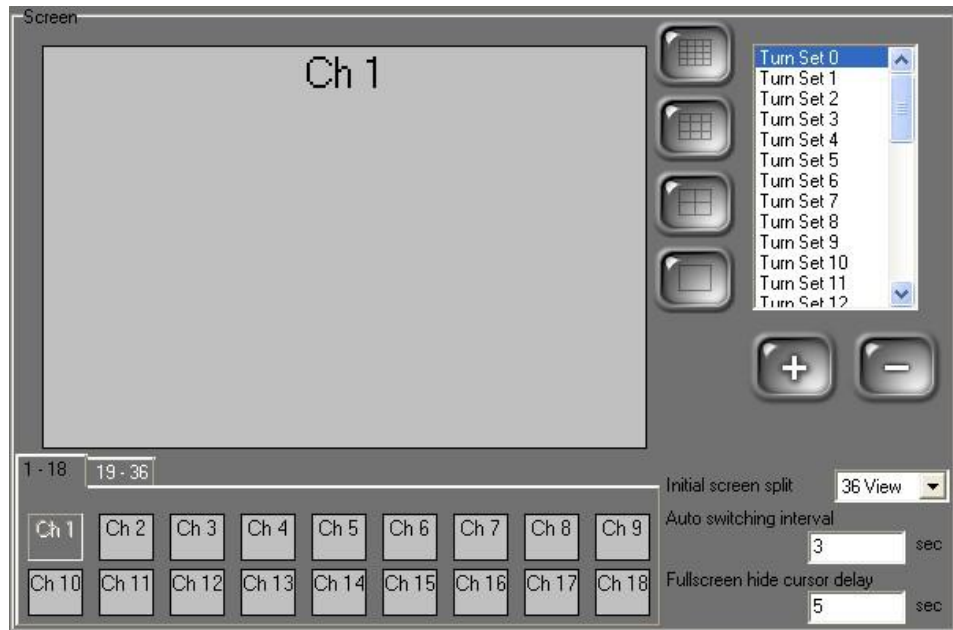 Screen
Ch 1
Turn Set 0
Turn Set 1
Turn Set 2
Turn Set 3
Turn Set 4
Turn Set 5
Turn Set 6
Turn Set 7
Turn Set 8
Turn Set 9
Turn Set 10
Turn Set 11
Turn Set 12
1 - 18 19 - 36
Ch 1 Ch 2 Ch 3 Ch 4 Ch 5 Ch 6 Ch 7 Ch 8 Ch 9
Ch 10 Ch 11 Ch 12 Ch 13 Ch 14 Ch 15 Ch 16 Ch 17 Ch 18
Initial screen split 36 View
Auto switching interval
3 sec
Fullscreen hide cursor delay
5 sec